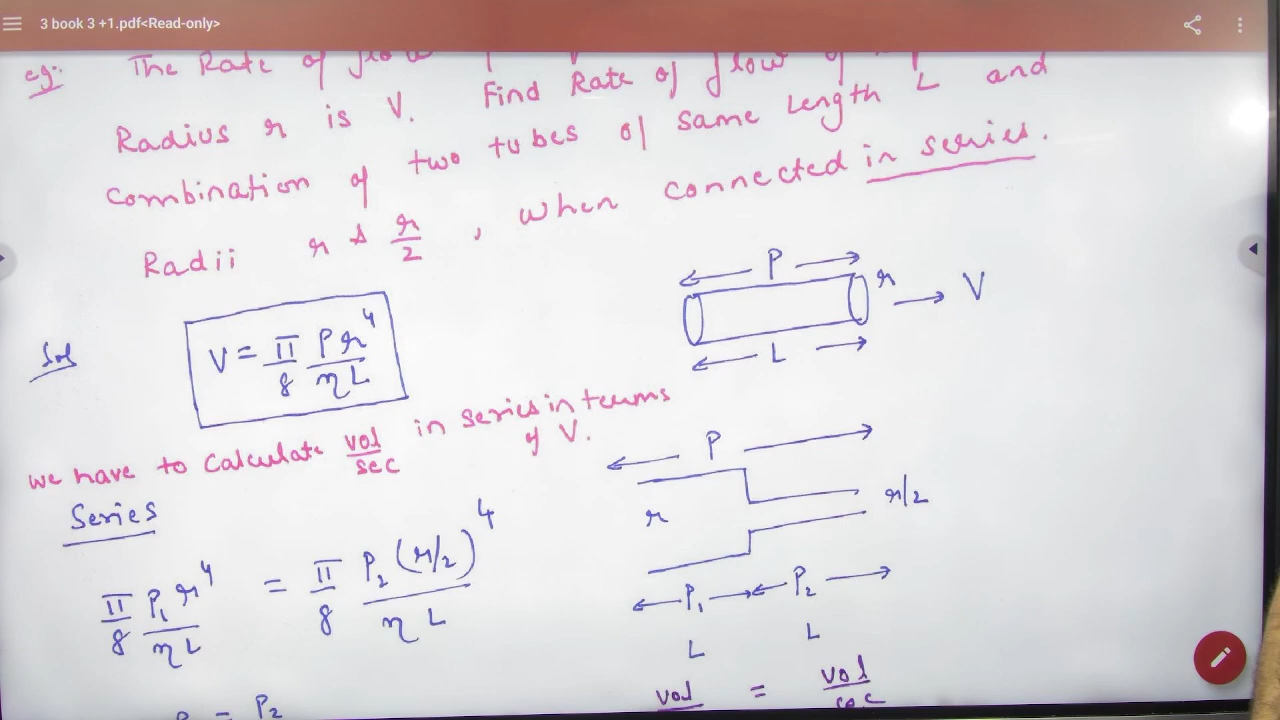 3 book 3 +1.pdf<Read-only>
eg:- The Rate of flow
Radius r is V. Find Rate of flow of
combination of two tubes of same Length L and
Radii r & r/2, when connected in series.
P
r → V
L
Sol V = π/8 Pr⁴/ηL
we have to calculate vol/sec in series in terms
of V.
Series
P
r r/2
P₁ P₂
L L
π/8 P₁r⁴/ηL = π/8 P₂(r/2)⁴/ηL
vol = vol/sec
P = P₂